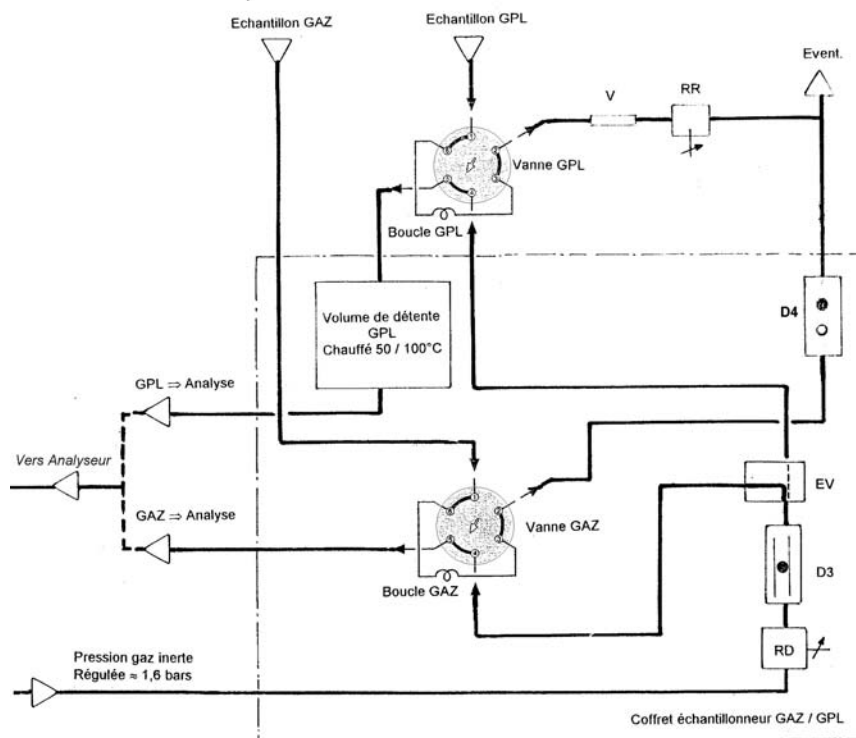 Echantillon GAZ
Echantillon GPL
Event.
V
RR
Vanne GPL
Boucle GPL
D4
Volume de détente
GPL
Chauffé 50 / 100°C
GPL ⇒ Analyse
Vers Analyseur
EV
GAZ ⇒ Analyse
Vanne GAZ
D3
Boucle GAZ
Pression gaz inerte
Régulée ≈ 1,6 bars
RD
Coffret échantillonneur GAZ / GPL